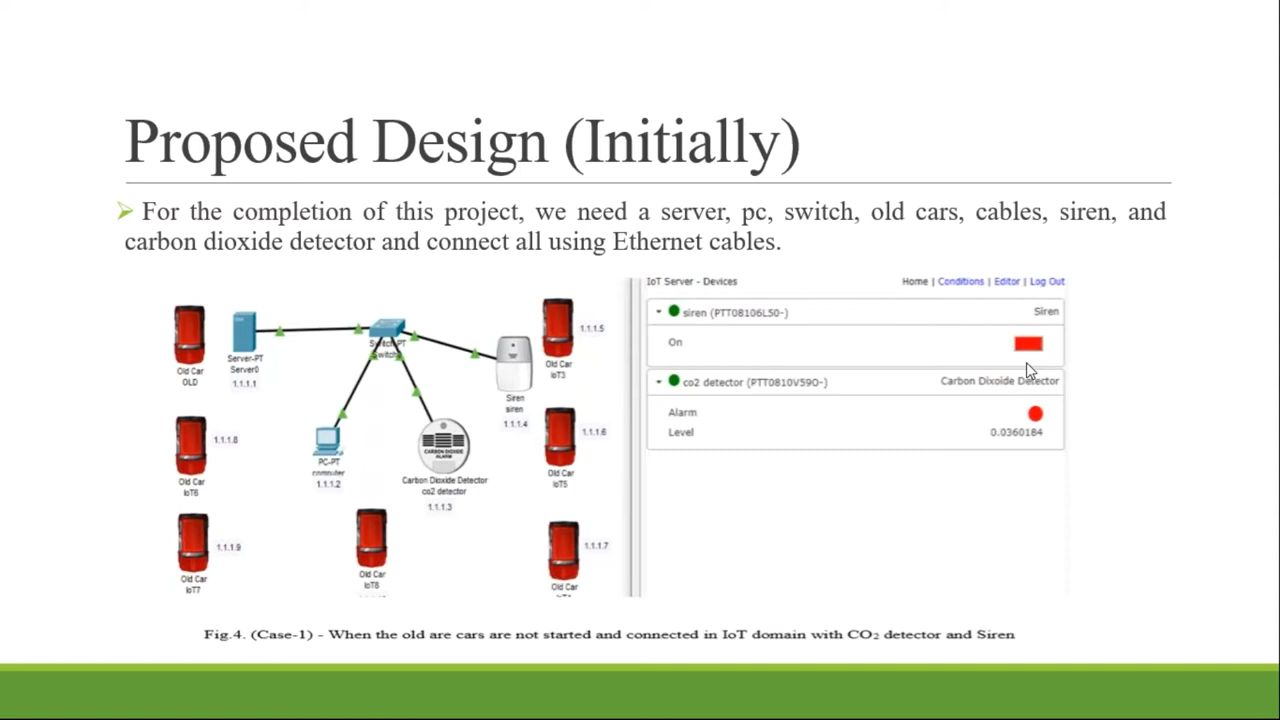 Proposed Design (Initially)
For the completion of this project, we need a server, pc, switch, old cars, cables, siren, and
carbon dioxide detector and connect all using Ethernet cables.
Old Car
OLD
Server-PT
Server0
1.1.1.1
Switch-PT
switch
Siren
siren
1.1.1.4
1.1.1.5
Old Car
IoT3
1.1.1.8
Old Car
IoT6
PC-PT
computer
1.1.1.2
CARBON DIOXIDE
ALARM
Carbon Dioxide Detector
co2 detector
1.1.1.3
1.1.1.6
Old Car
IoT5
1.1.1.9
Old Car
IoT7
Old Car
IoT8
1.1.1.7
Old Car
IoT Server - Devices
Home | Conditions | Editor | Log Out
siren (PTT08106L50-) Siren
On
co2 detector (PTT0810V59O-) Carbon Dixoide Detector
Alarm
Level 0.0360184
Fig.4. (Case-1) - When the old are cars are not started and connected in IoT domain with CO₂ detector and Siren